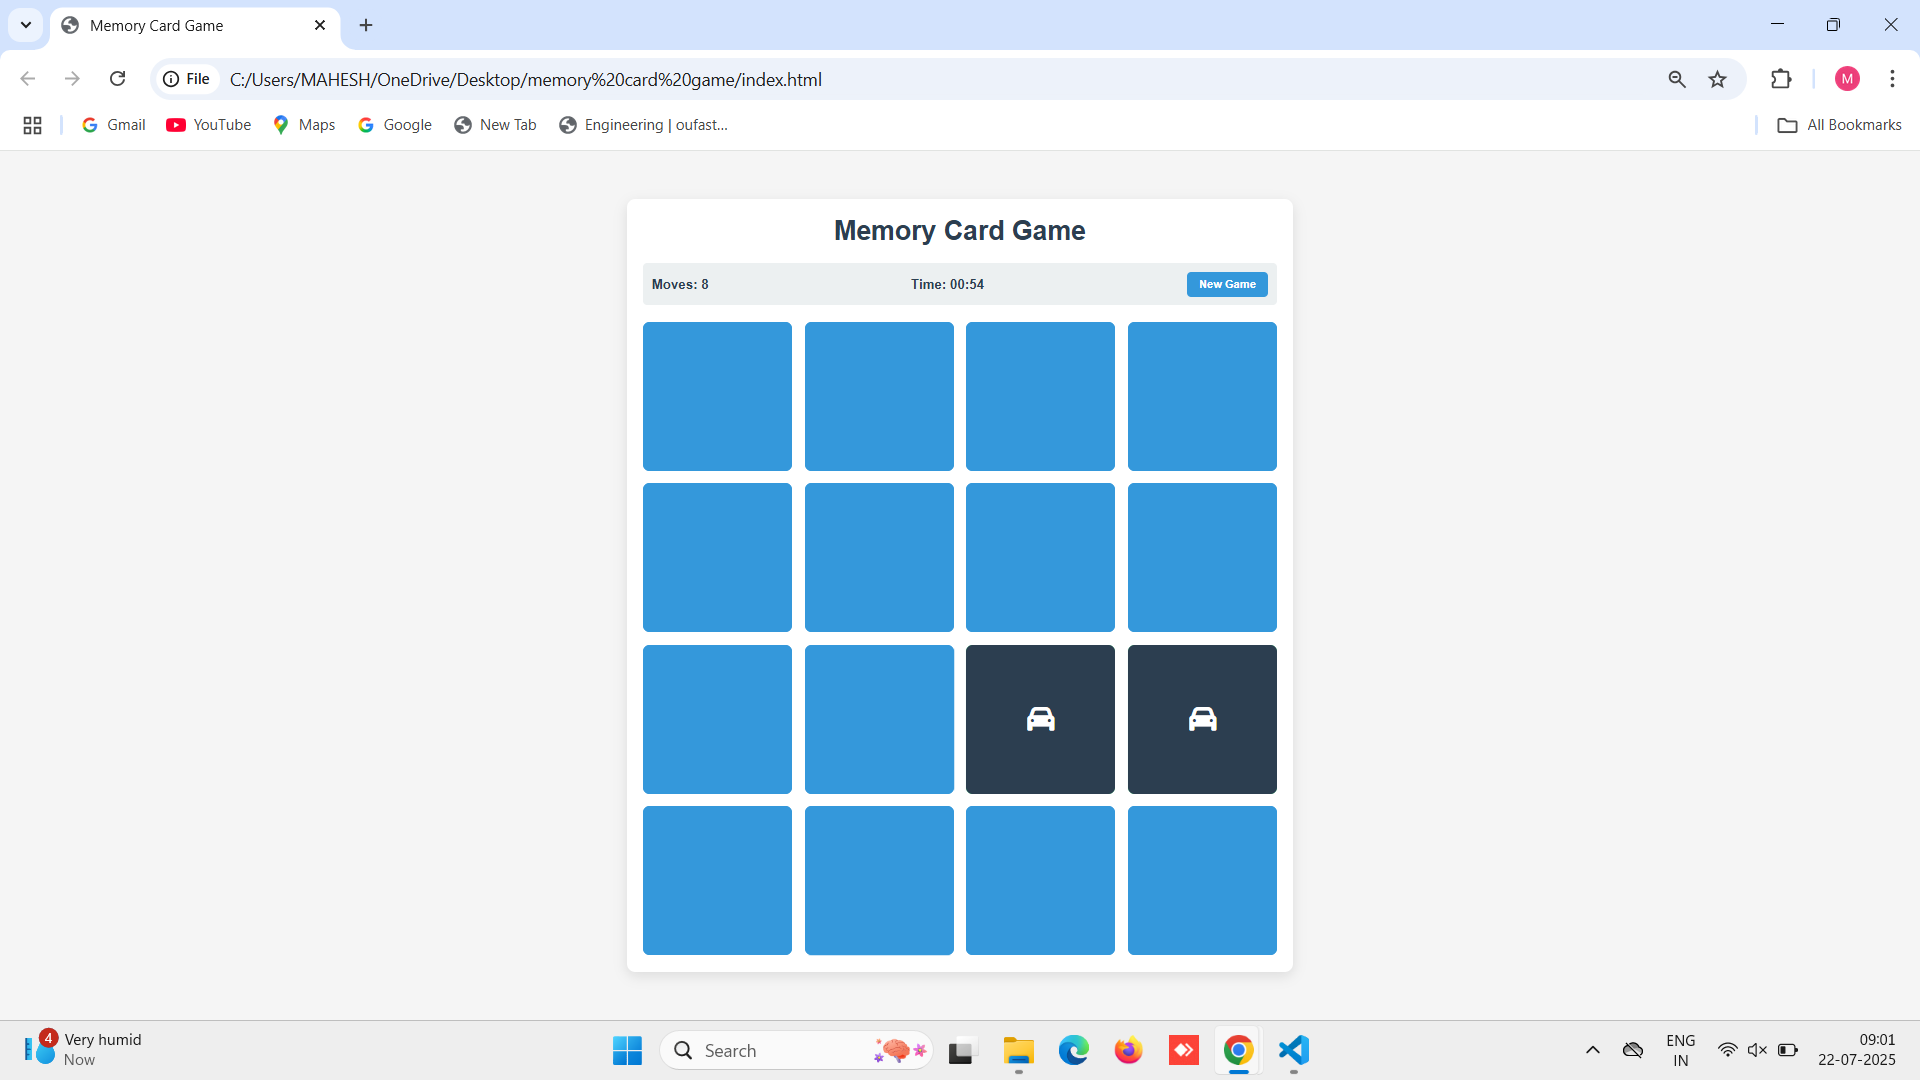 Memory Card Game
File
C:/Users/MAHESH/OneDrive/Desktop/memory%20card%20game/index.html
M
Gmail
YouTube
Maps
Google
New Tab
Engineering | oufast...
All Bookmarks
Memory Card Game
Moves: 8
Time: 00:54
New Game
4
Very humid
Now
Search
ENG
IN
09:01
22-07-2025